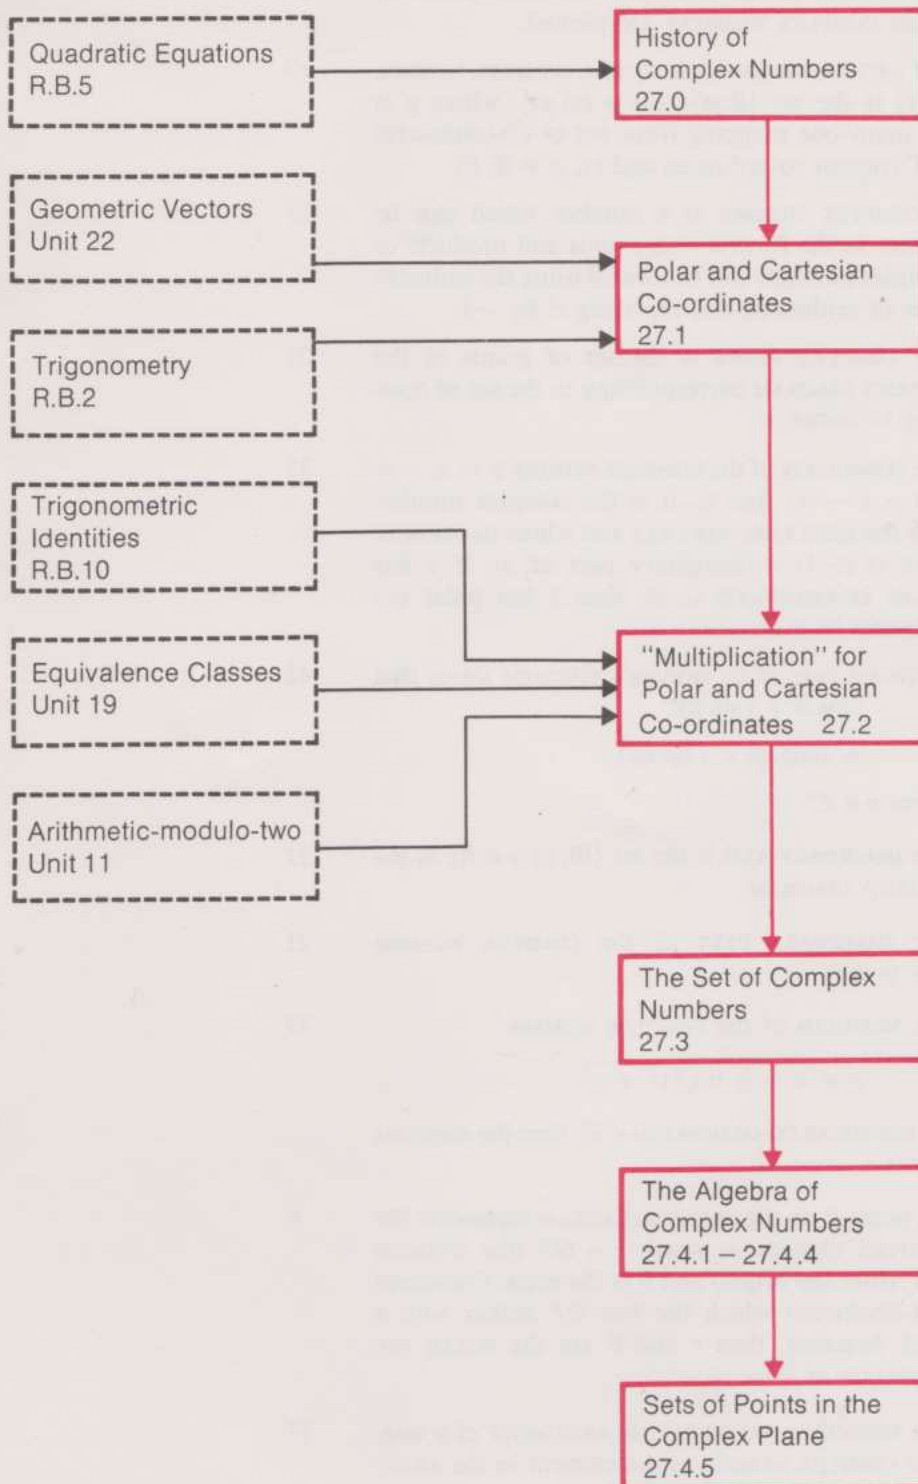 Quadratic Equations
R.B.5
History of
Complex Numbers
27.0
Geometric Vectors
Unit 22
Polar and Cartesian
Co-ordinates
27.1
Trigonometry
R.B.2
Trigonometric
Identities
R.B.10
Equivalence Classes
Unit 19
"Multiplication" for
Polar and Cartesian
Co-ordinates 27.2
Arithmetic-modulo-two
Unit 11
The Set of Complex
Numbers
27.3
The Algebra of
Complex Numbers
27.4.1 – 27.4.4
Sets of Points in the
Complex Plane
27.4.5